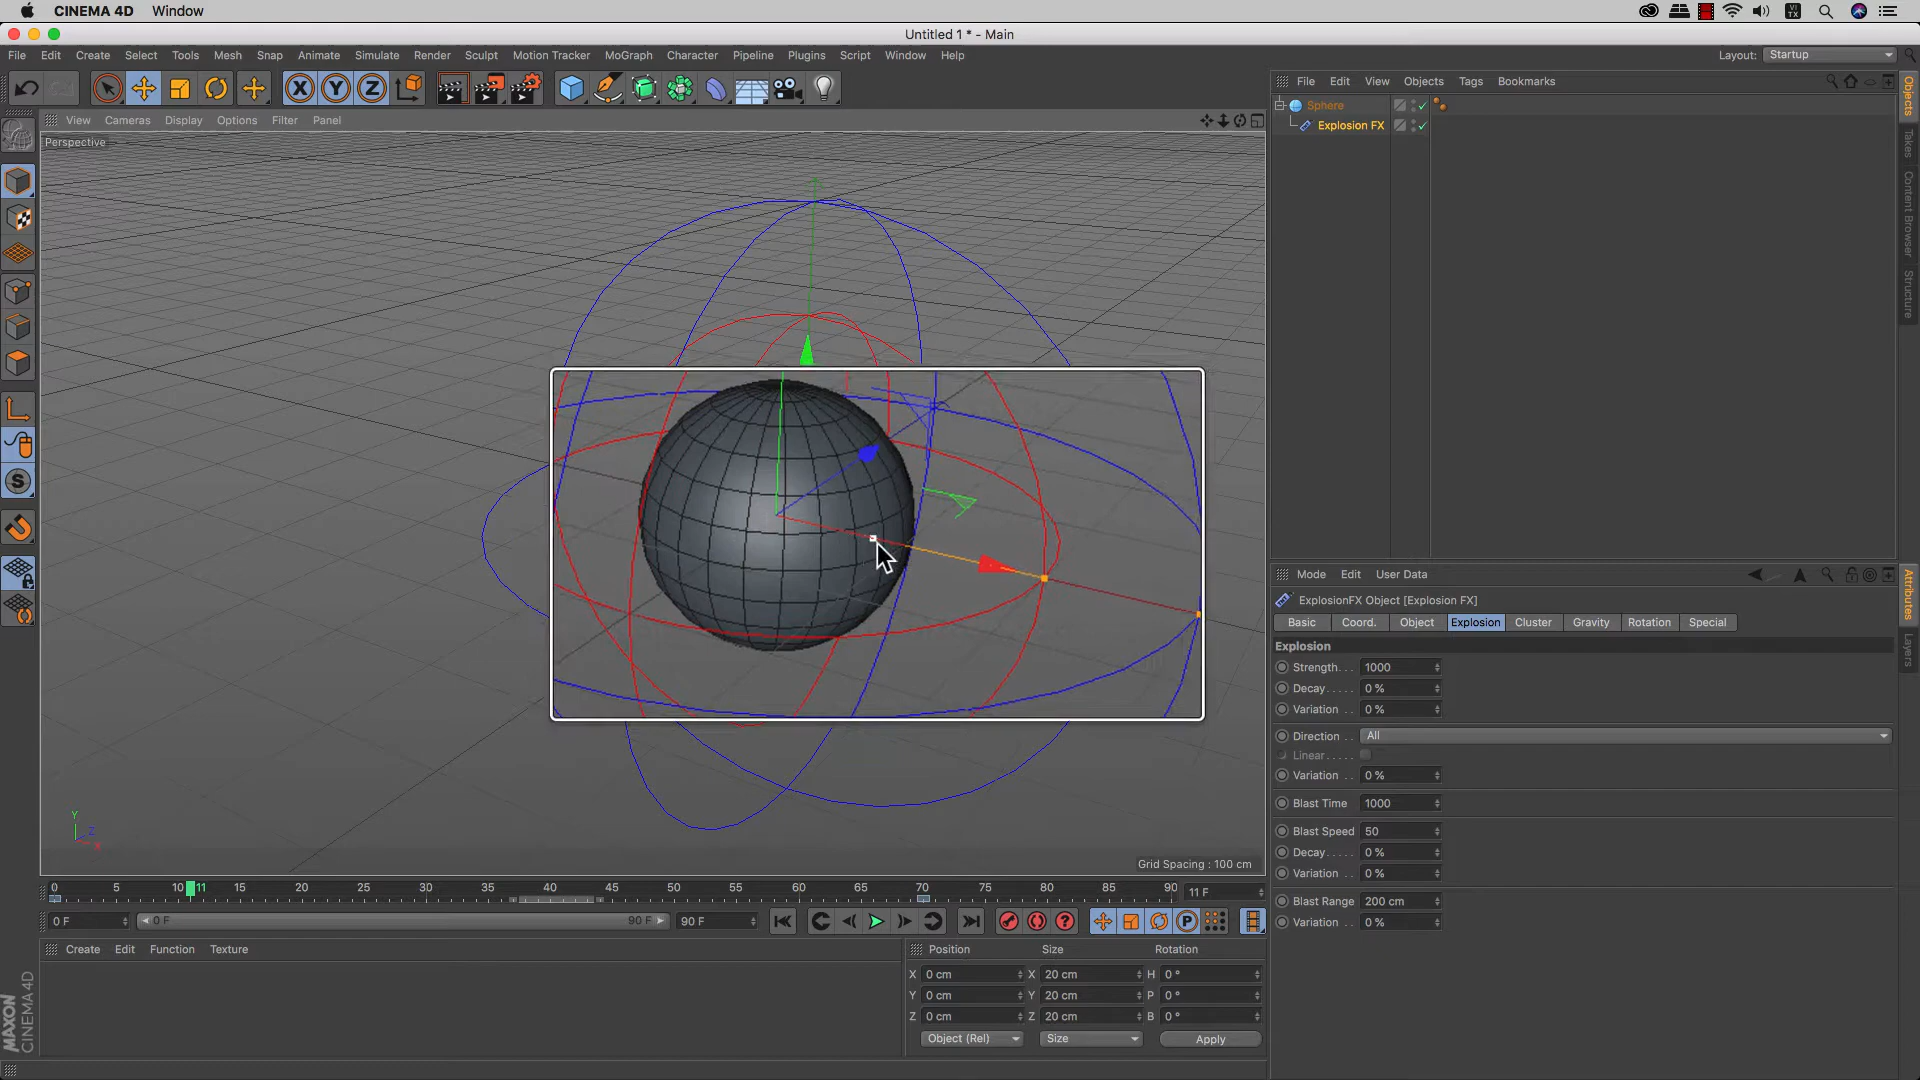 CINEMA 4D Window
Untitled 1 * - Main
File Edit Create Select Tools Mesh Snap Animate Simulate Render Sculpt Motion Tracker MoGraph Character Pipeline Plugins Script Window Help Layout: Startup
X Y Z
File Edit View Objects Tags Bookmarks
View Cameras Display Options Filter Panel
Perspective
Sphere
Explosion FX
Objects
Takes
Content Browser
Structure
Mode Edit User Data
ExplosionFX Object [Explosion FX]
Basic Coord. Object Explosion Cluster Gravity Rotation Special
Explosion
Strength. . . 1000
Decay. . . . . 0 %
Variation . . 0 %
Direction . . All
Linear. . . . .
Variation . . 0 %
Blast Time 1000
Blast Speed 50
Decay. . . . . 0 %
Variation . . 0 %
Blast Range 200 cm
Variation . . 0 %
Attributes
Layers
S
Y
Z
X
Grid Spacing : 100 cm
0 5 10 11 15 20 25 30 35 40 45 50 55 60 65 70 75 80 85 90 11 F
0 F 0 F 90 F 90 F
P
Create Edit Function Texture
Position Size Rotation
X 0 cm X 20 cm H 0 °
Y 0 cm Y 20 cm P 0 °
Z 0 cm Z 20 cm B 0 °
Object (Rel) Size Apply
MAXON
CINEMA 4D